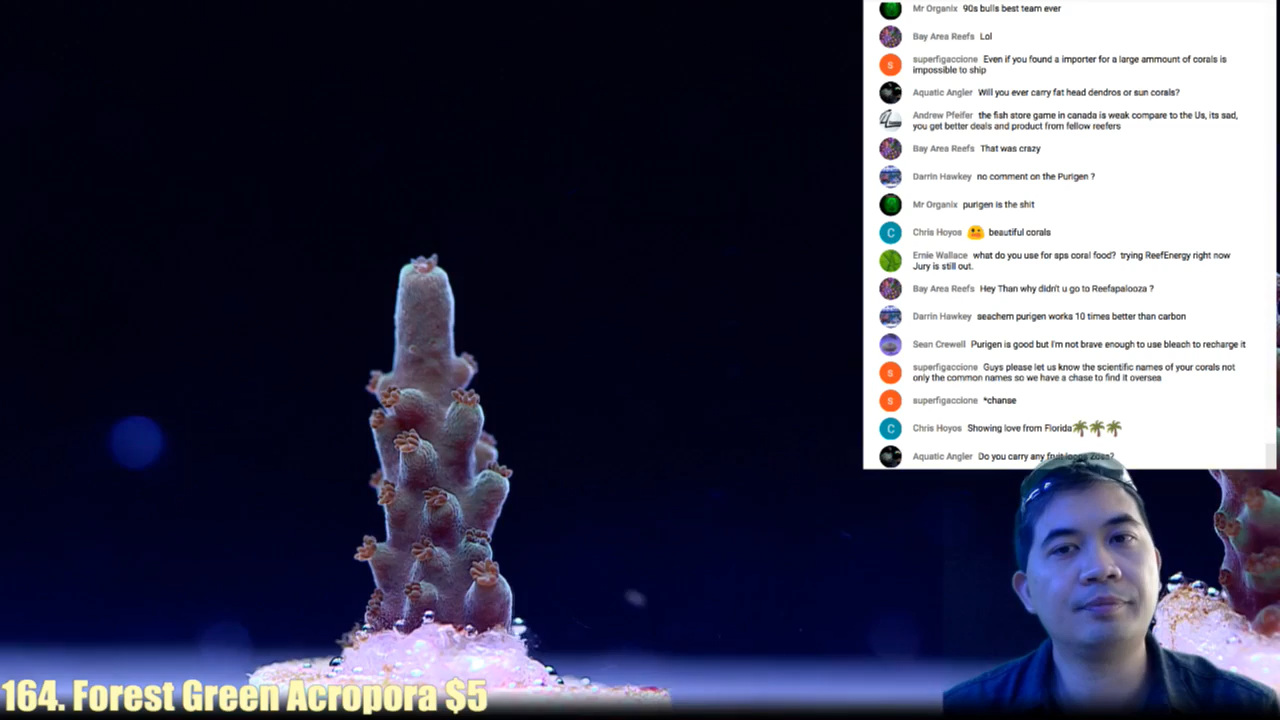 Mr Organix 90s bulls best team ever
Bay Area Reefs Lol
S superfigaccione Even if you found a importer for a large ammount of corals is
impossible to ship
Aquatic Angler Will you ever carry fat head dendros or sun corals?
Andrew Pfeifer the fish store game in canada is weak compare to the Us, its sad,
you get better deals and product from fellow reefers
Bay Area Reefs That was crazy
Darrin Hawkey no comment on the Purigen ?
Mr Organix purigen is the shit
C Chris Hoyos beautiful corals
Ernie Wallace what do you use for sps coral food? trying ReefEnergy right now
Jury is still out.
Bay Area Reefs Hey Than why didn't u go to Reefapalooza ?
Darrin Hawkey seachem purigen works 10 times better than carbon
Sean Crewell Purigen is good but I'm not brave enough to use bleach to recharge it
S superfigaccione Guys please let us know the scientific names of your corals not
only the common names so we have a chase to find it oversea
S superfigaccione *chanse
C Chris Hoyos Showing love from Florida
Aquatic Angler Do you carry any fruit loops Zoas?
164. Forest Green Acropora $5